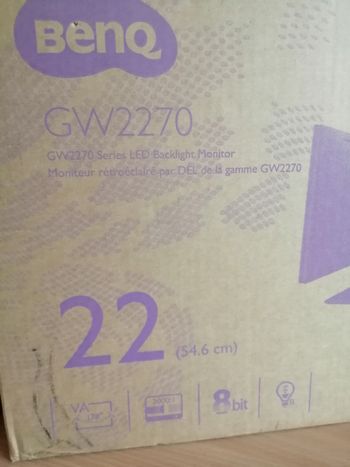 BenQ
GW2270
GW2270 Series LED Backlight Monitor
Moniteur rétroéclairé par DEL de la gamme GW2270
22 (54.6 cm)
VA
178°
8bit